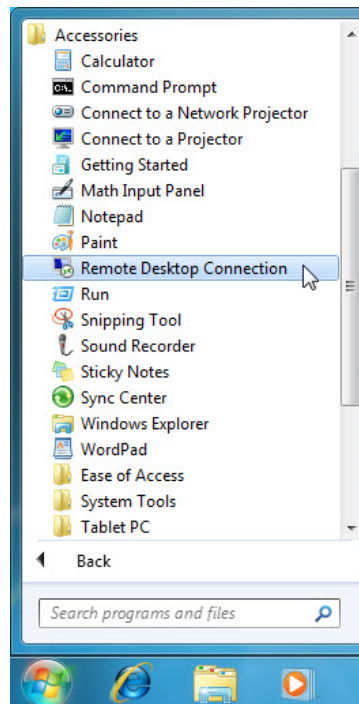 Accessories
Calculator
Command Prompt
Connect to a Network Projector
Connect to a Projector
Getting Started
Math Input Panel
Notepad
Paint
Remote Desktop Connection
Run
Snipping Tool
Sound Recorder
Sticky Notes
Sync Center
Windows Explorer
WordPad
Ease of Access
System Tools
Tablet PC
Back
Search programs and files